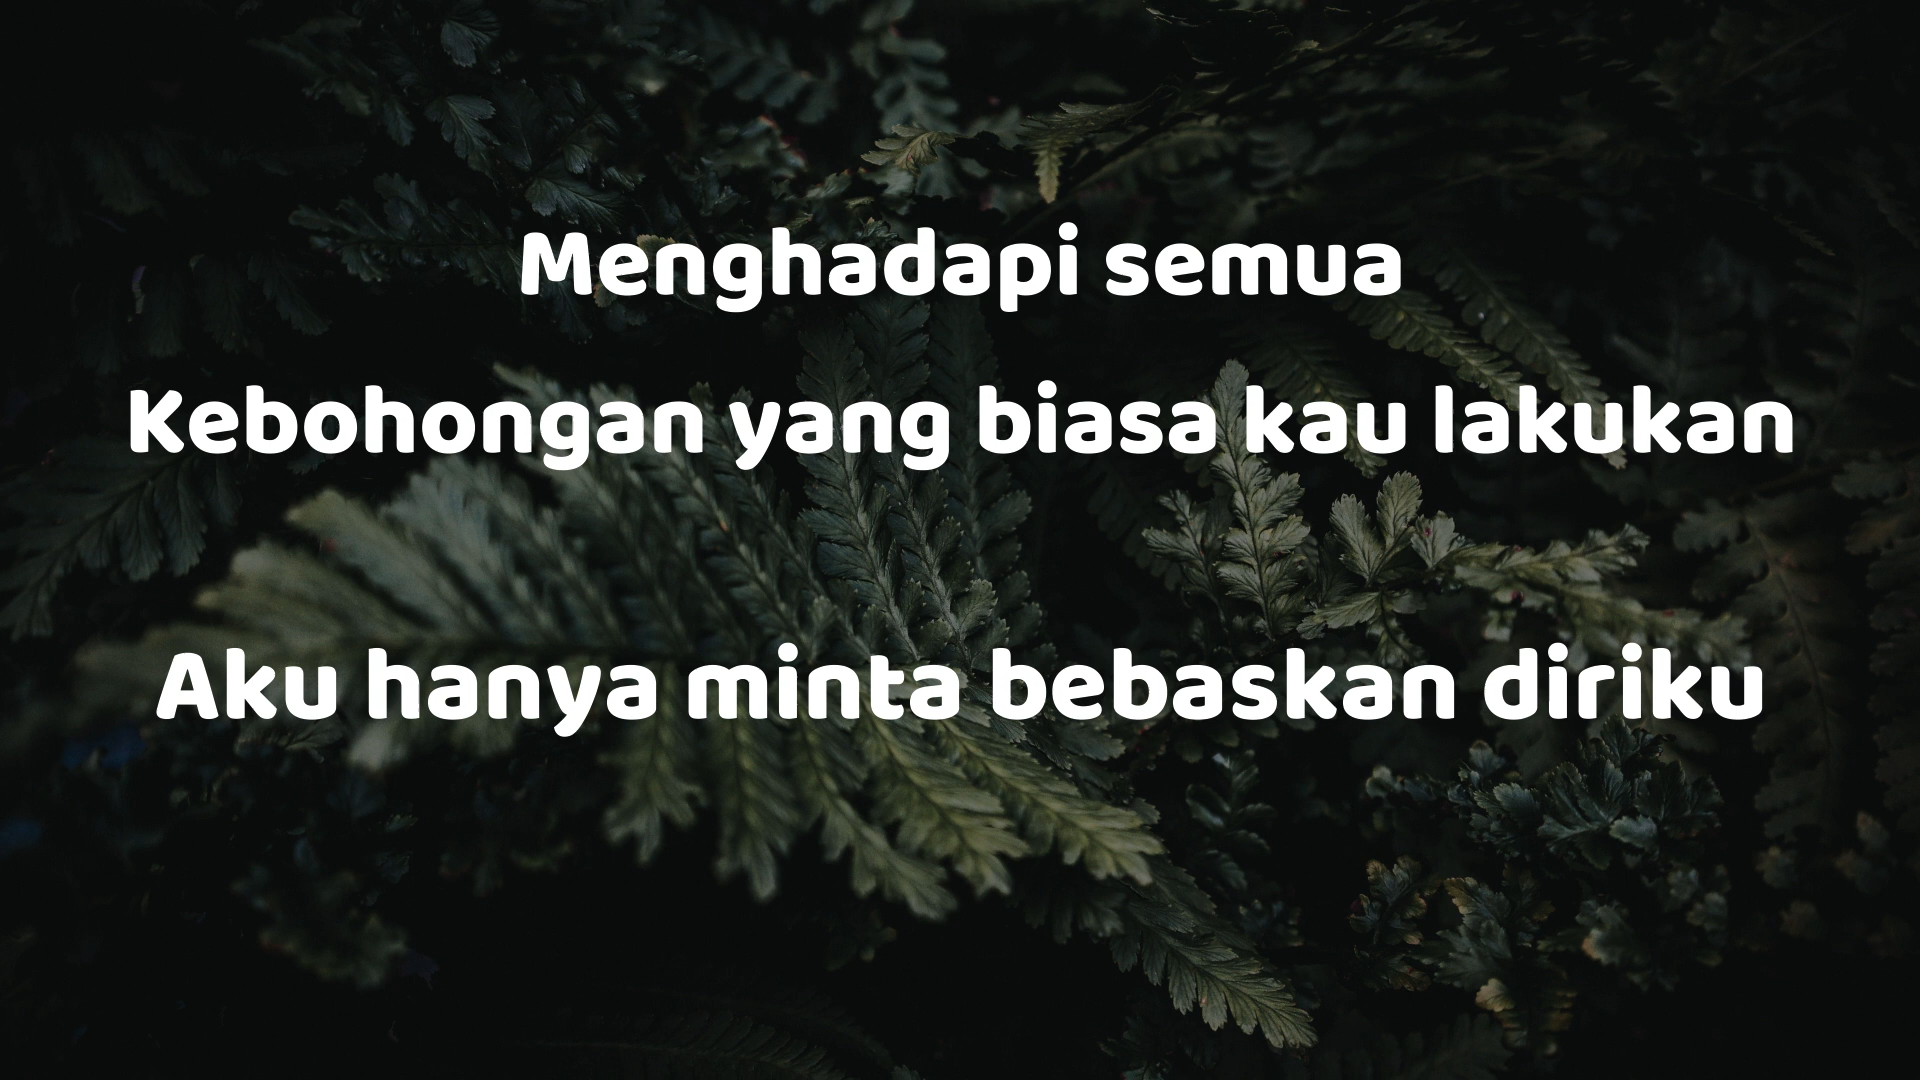 Menghadapi semua
Kebohongan yang biasa kau lakukan
Aku hanya minta bebaskan diriku